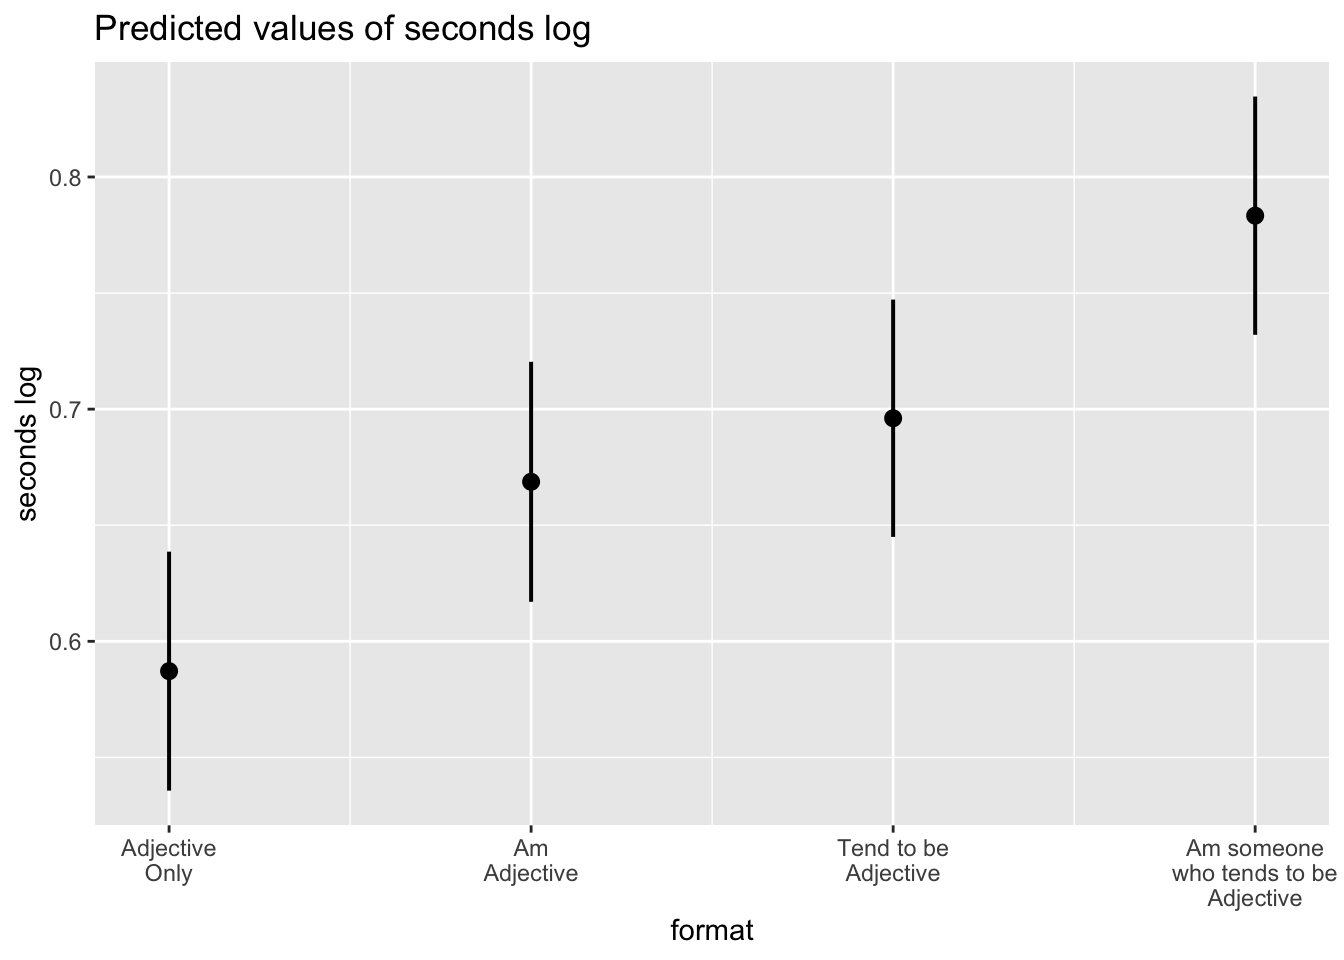 Predicted values of seconds log
seconds log
0.8
0.7
0.6
Adjective
Only
Am
Adjective
Tend to be
Adjective
Am someone
who tends to be
Adjective
format